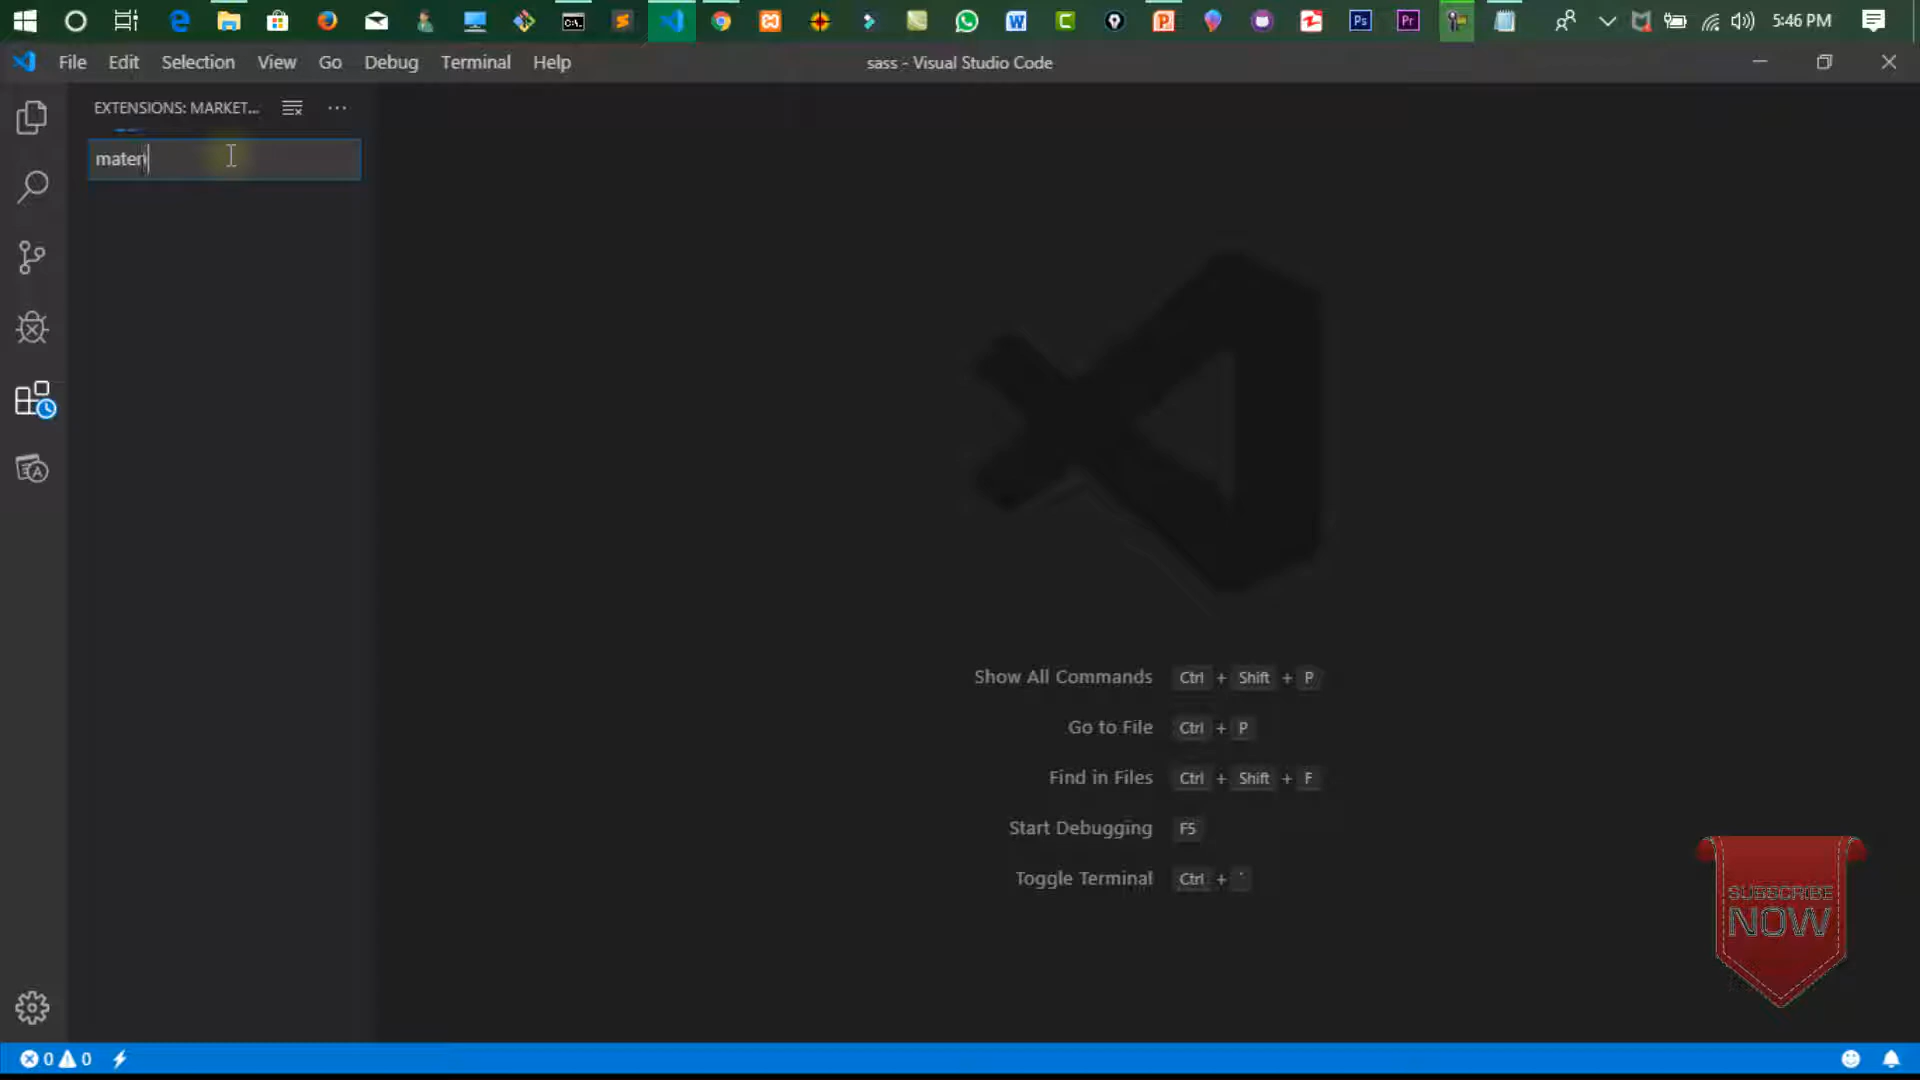 5:46 PM
File Edit Selection View Go Debug Terminal Help
sass - Visual Studio Code
EXTENSIONS: MARKET...
Show All Commands Ctrl + Shift + P
Go to File Ctrl + P
Find in Files Ctrl + Shift + F
Start Debugging F5
Toggle Terminal Ctrl + `
SUBSCRIBE
NOW
0 0